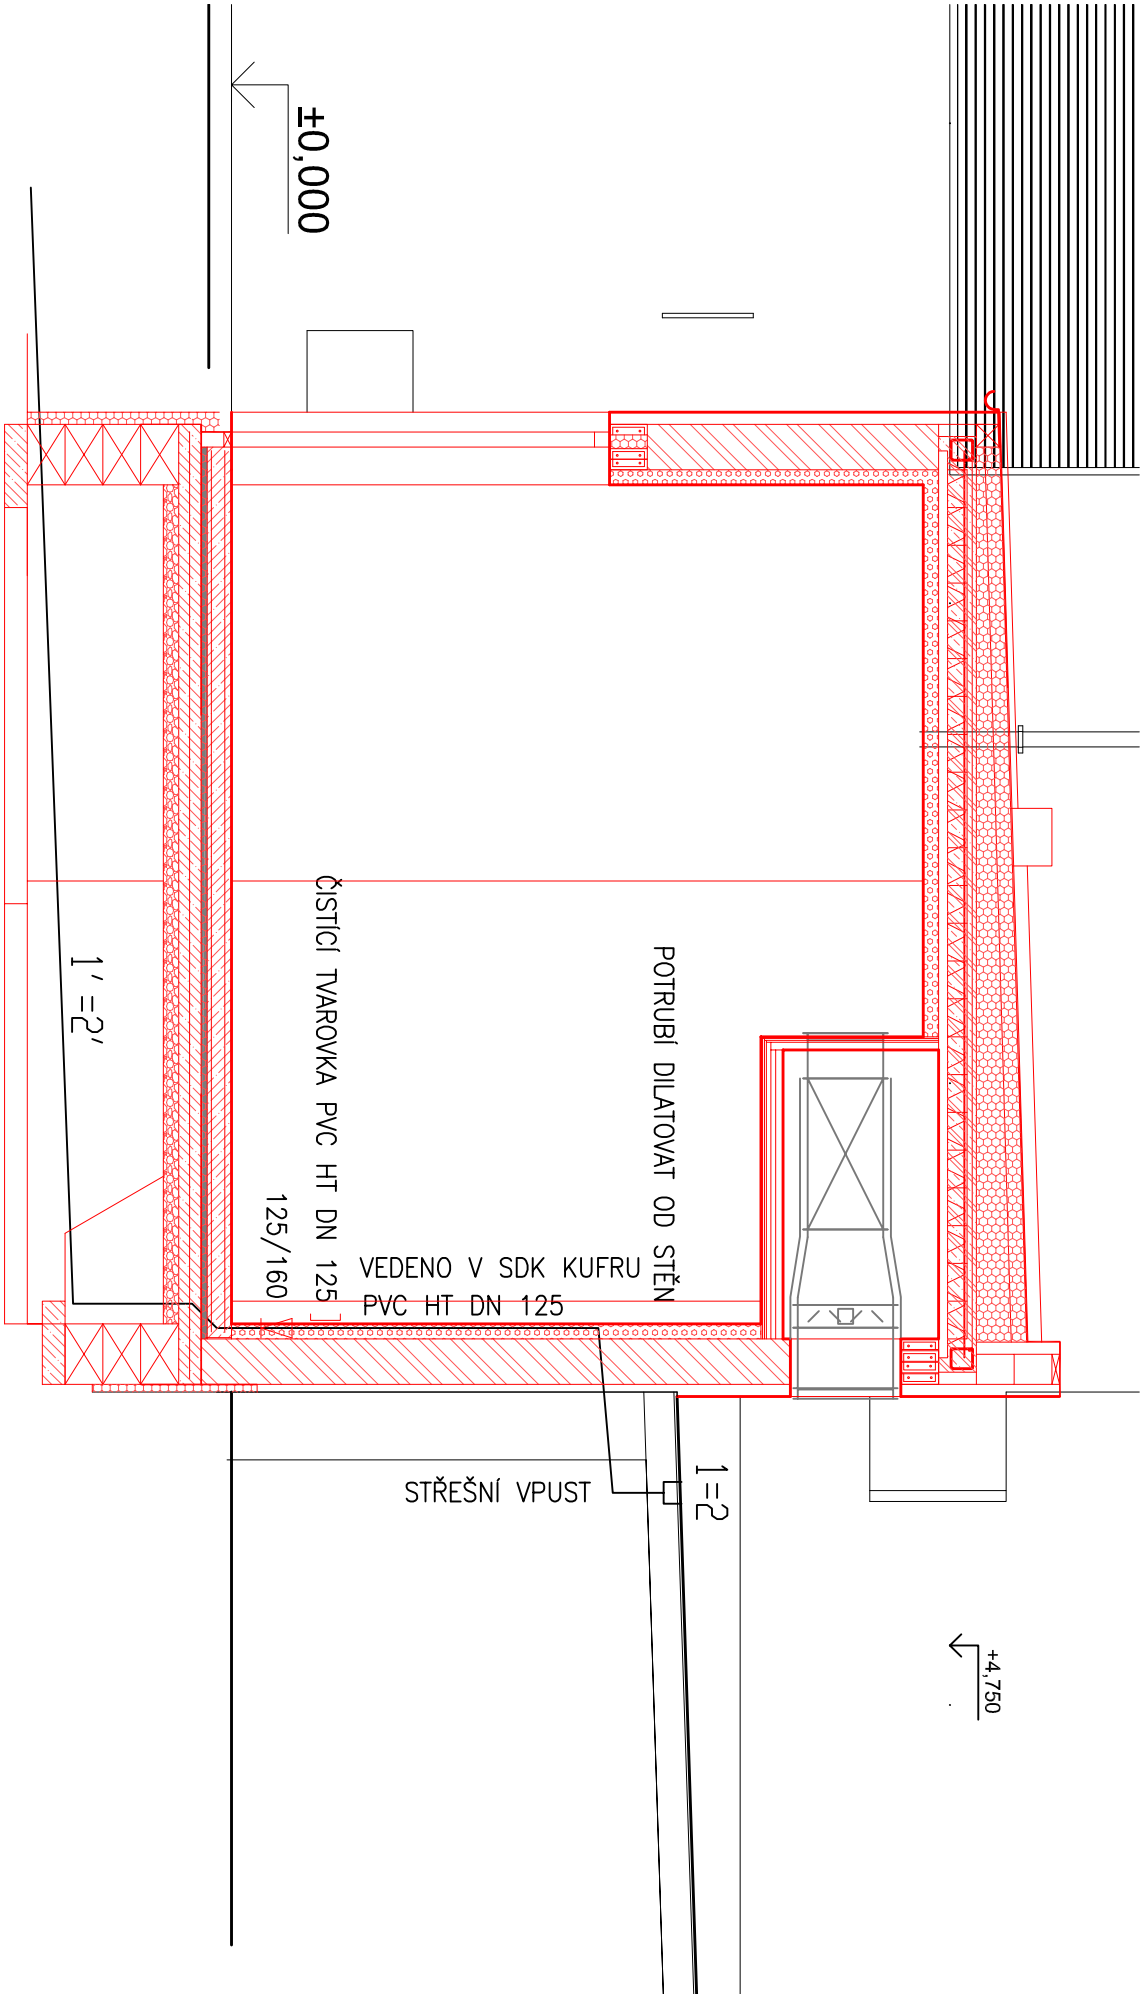 ±0,000
+4,750
POTRUBÍ DILATOVAT OD STĚN
ČISTÍCÍ TVAROVKA PVC HT DN 125
125/160
VEDENO V SDK KUFRU
PVC HT DN 125
STŘEŠNÍ VPUST
1=2
1'=2'